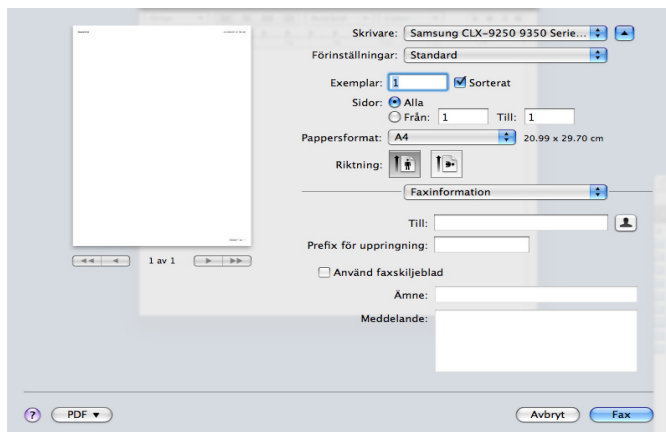 Skrivare: Samsung CLX-9250 9350 Serie...
Förinställningar: Standard
Exemplar: 1 Sorterat
Sidor: Alla
Från: 1 Till: 1
Pappersformat: A4 20.99 x 29.70 cm
Riktning:
Faxinformation
Till:
Prefix för uppringning:
1 av 1
Använd faxskiljeblad
Ämne:
Meddelande:
? PDF Avbryt Fax